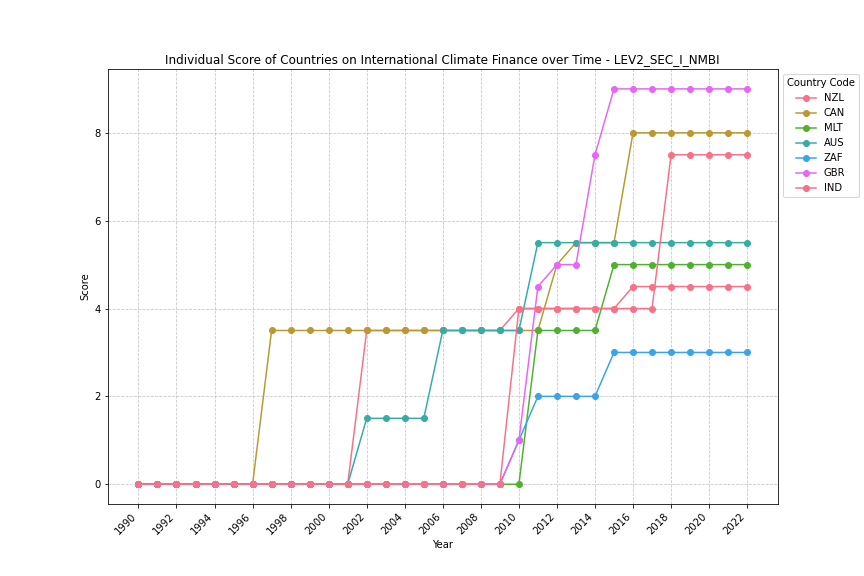 Individual Score of Countries on International Climate Finance over Time - LEV2_SEC_I_NMBI
Country Code
NZL
CAN
MLT
AUS
ZAF
GBR
IND
8
6
4
2
0
Score
1990
1992
1994
1996
1998
2000
2002
2004
2006
2008
2010
2012
2014
2016
2018
2020
2022
Year